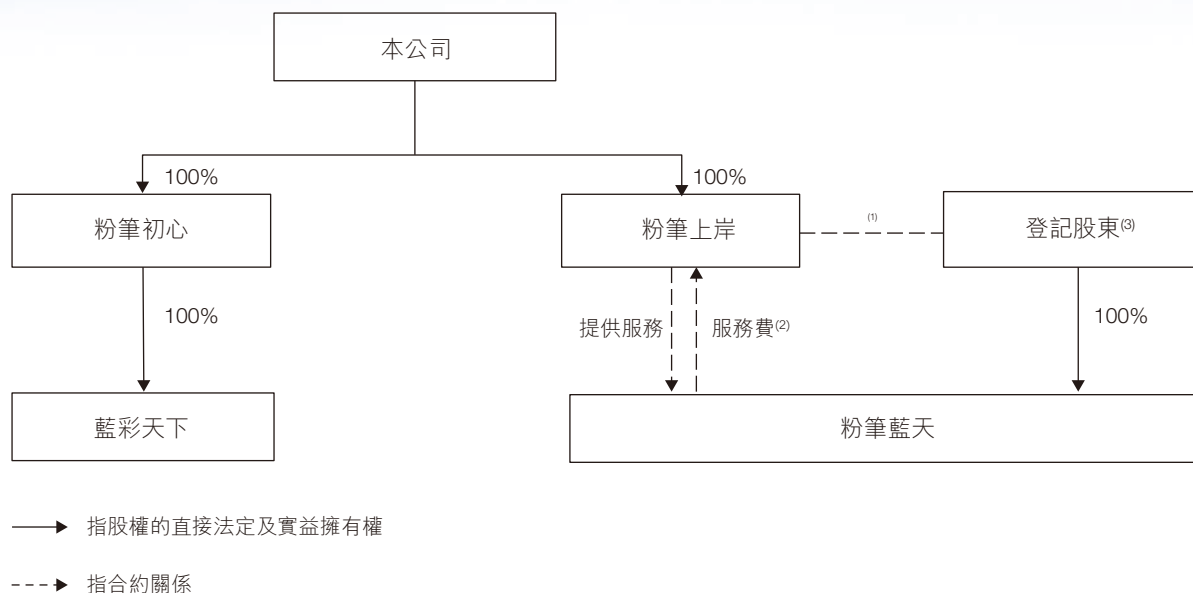 本公司
100%
100%
粉筆初心
粉筆上岸
(1)
登記股東(3)
100%
提供服務
服務費(2)
100%
藍彩天下
粉筆藍天
指股權的直接法定及實益擁有權
指合約關係